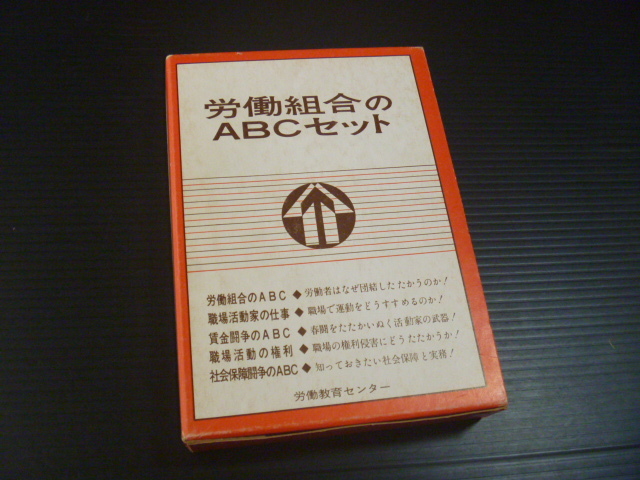 労働組合の
ABCセット
労働組合のABC◆労働者はなぜ団結したたかうのか!
職場活動家の仕事◆職場で運動をどうすすめるのか!
賃金闘争のABC◆春闘をたたかいぬく活動家の武器!
職場活動の権利◆職場の権利侵害にどうたたかうか!
社会保障闘争のABC◆知っておきたい社会保障と実務!
労働教育センター